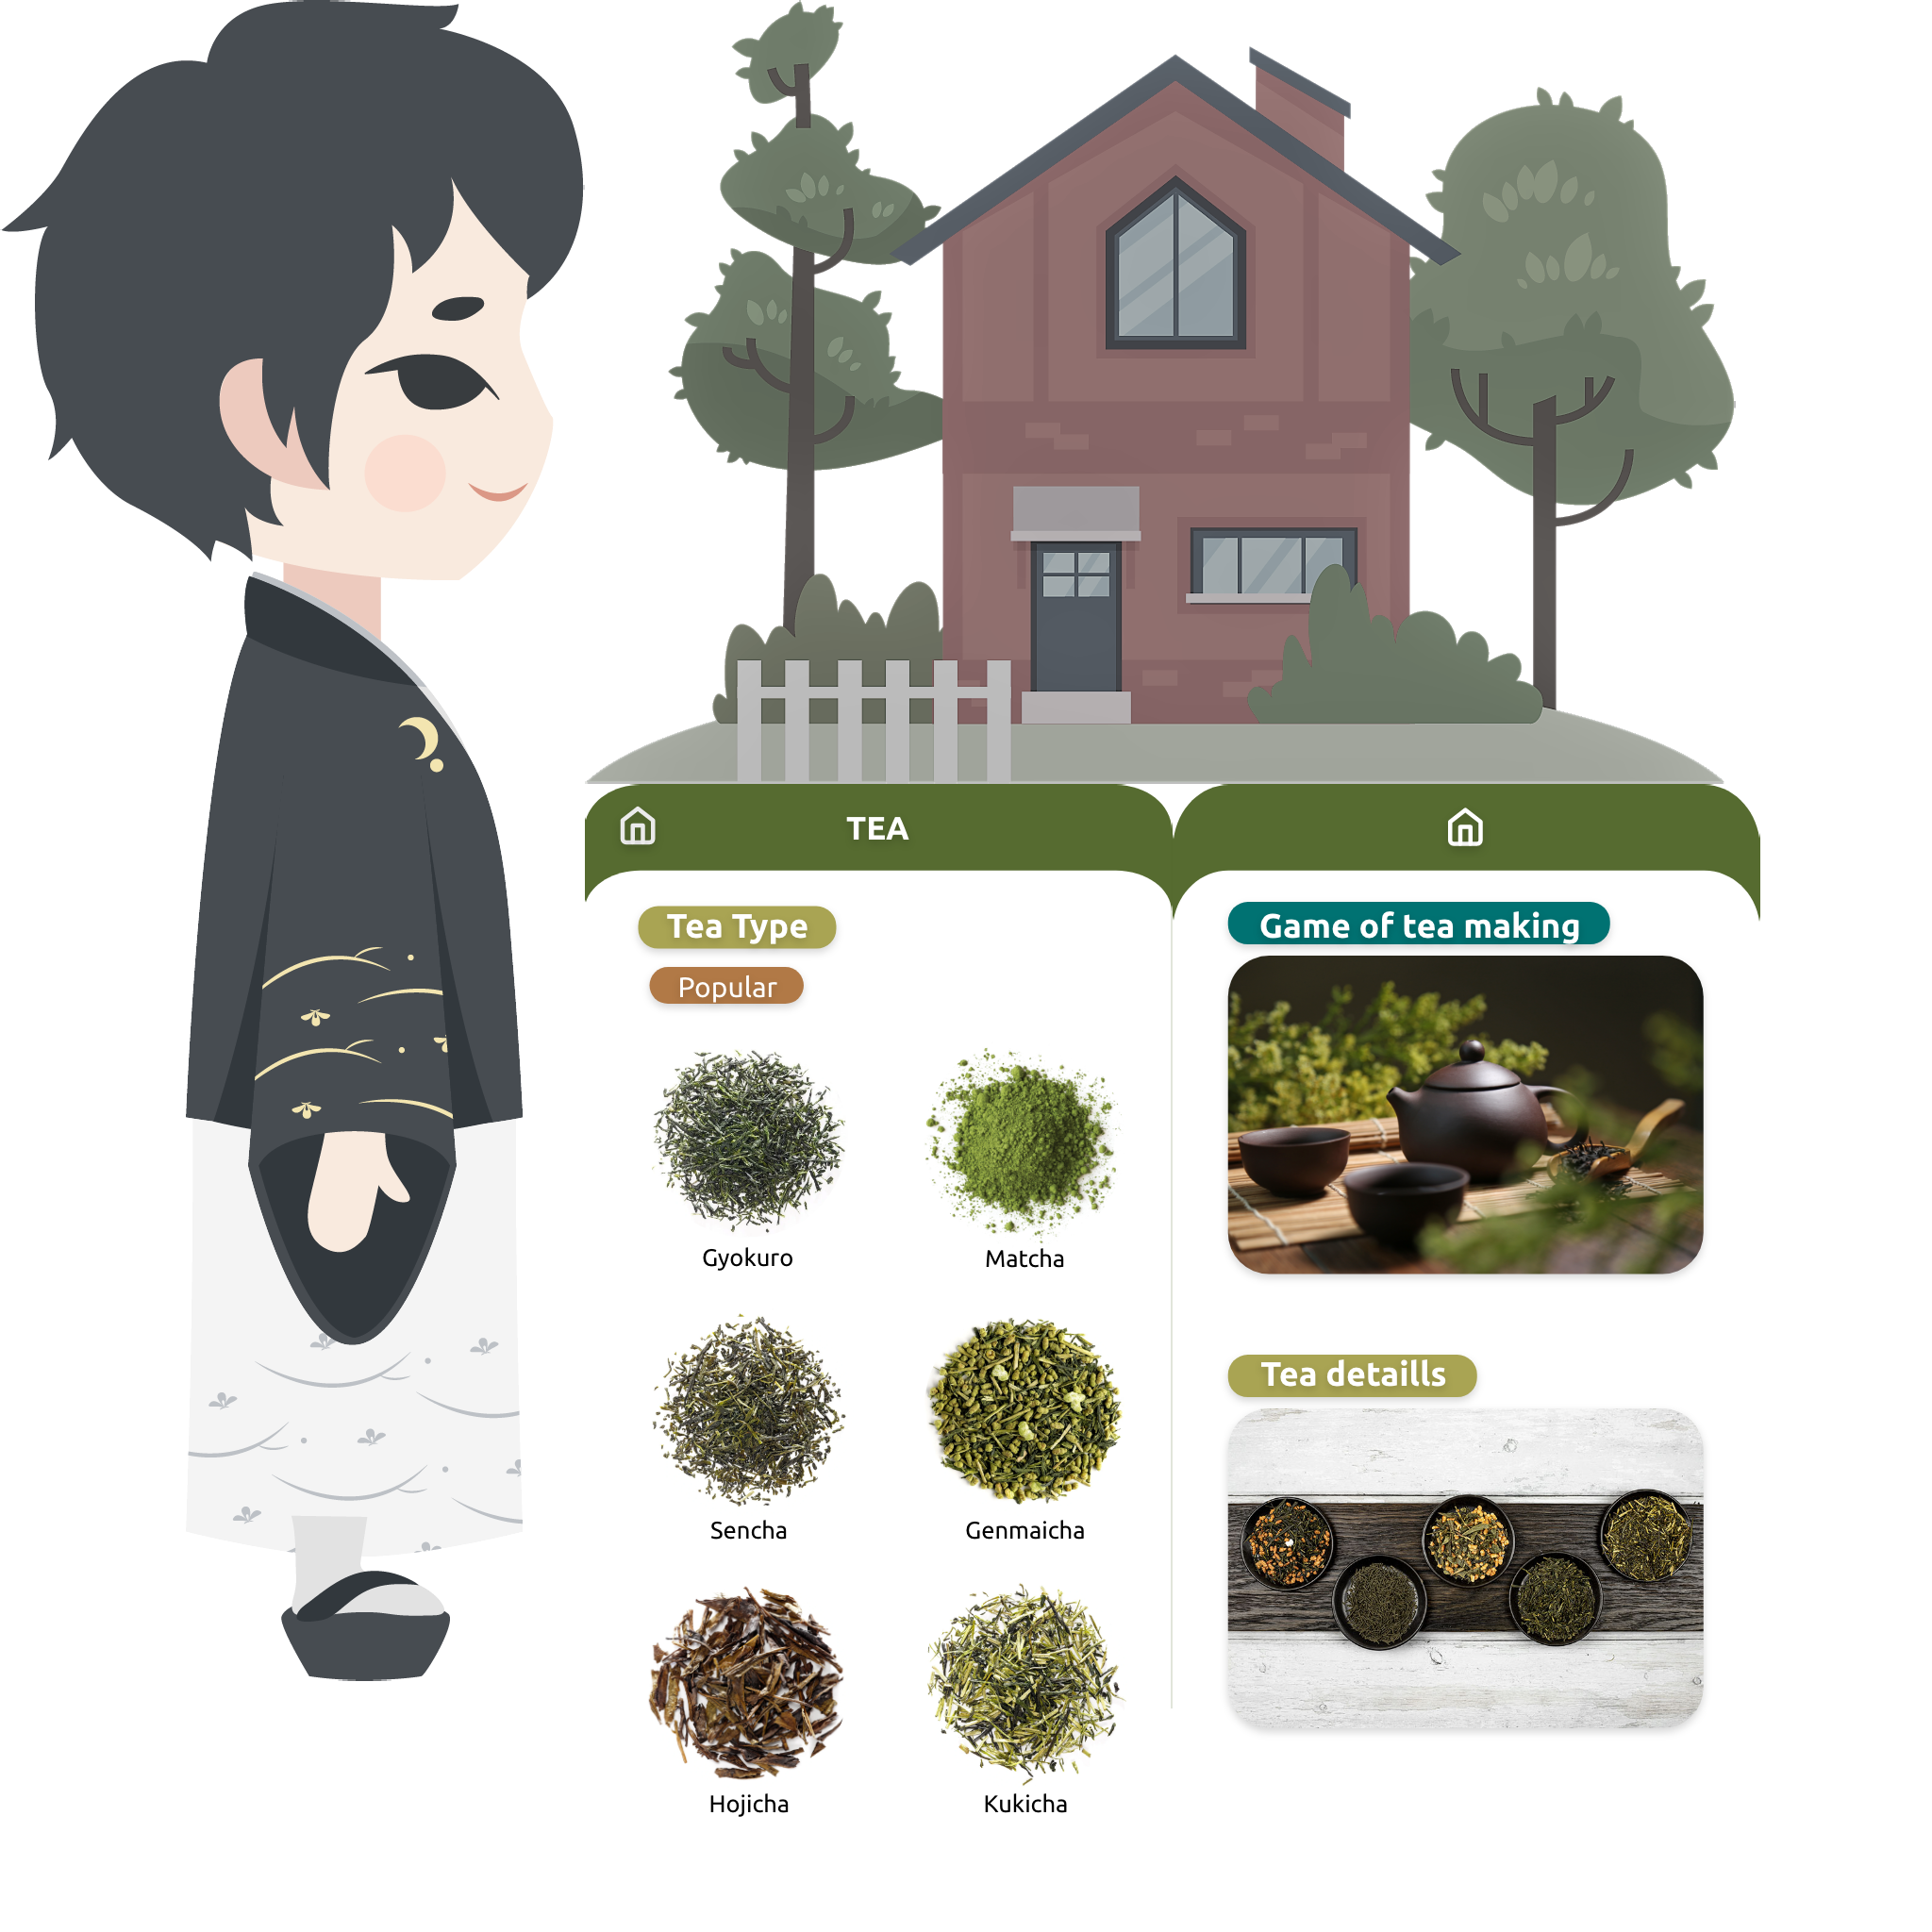 TEA
Tea Type
Popular
Gyokuro
Matcha
Sencha
Genmaicha
Hojicha
Kukicha
Game of tea making
Tea detaills